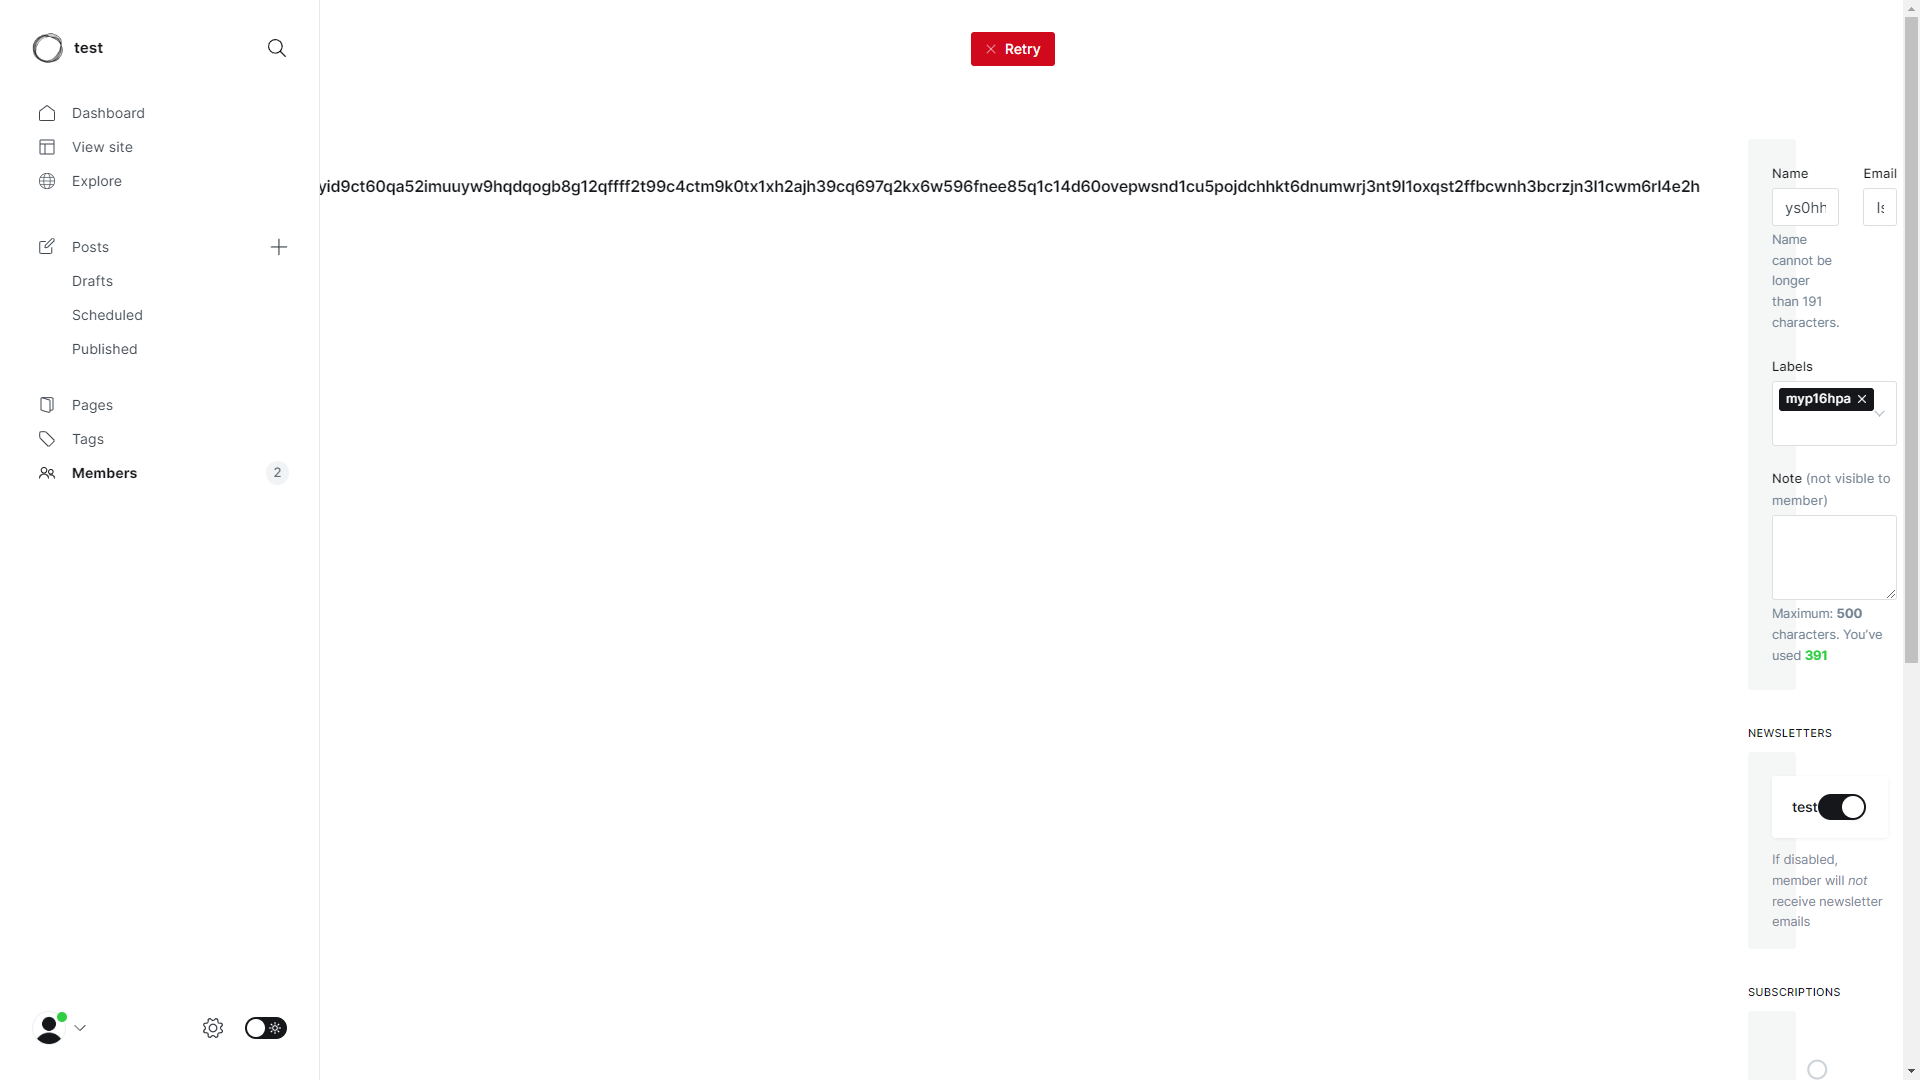 test
Retry
Dashboard
View site
Explore
yid9ct60qa52imuuyw9hqdqogb8g12qffff2t99c4ctm9k0tx1xh2ajh39cq697q2kx6w596fnee85q1c14d60ovepwsnd1cu5pojdchhkt6dnumwrj3nt9l1oxqst2ffbcwnh3bcrzjn3l1cwm6rl4e2h
Name
Email
ys0hh
ls
Name
cannot be
longer
than 191
characters.
Posts
Drafts
Scheduled
Published
Pages
Tags
Members
2
Labels
myp16hpa
Note (not visible to
member)
Maximum: 500
characters. You've
used 391
NEWSLETTERS
test
If disabled,
member will not
receive newsletter
emails
SUBSCRIPTIONS